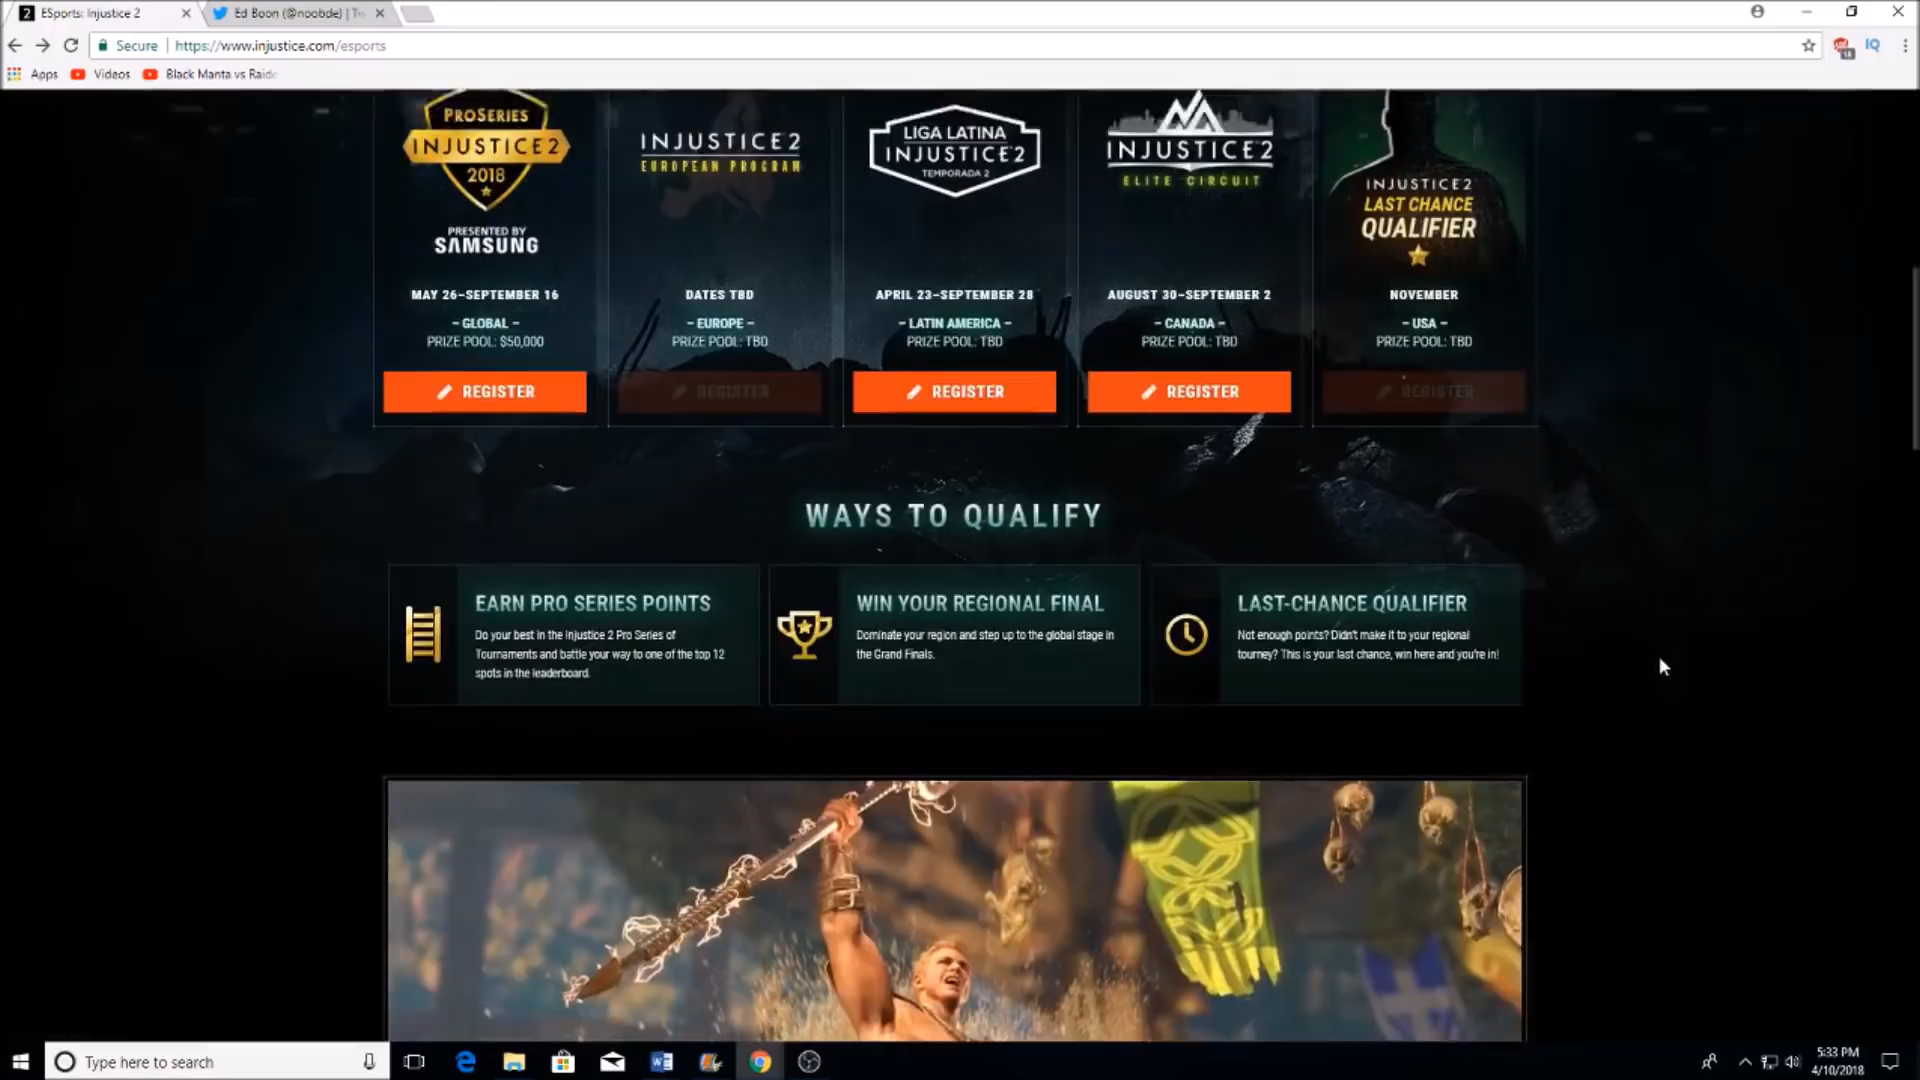 2 ESports: Injustice 2
Ed Boon (@noobde) | Tw
Secure https://www.injustice.com/esports
IQ
Apps Videos Black Manta vs Raide
PROSERIES
INJUSTICE 2
2018
PRESENTED BY
SAMSUNG
MAY 26-SEPTEMBER 16
- GLOBAL -
PRIZE POOL: $50,000
REGISTER
INJUSTICE 2
EUROPEAN PROGRAM
DATES TBD
- EUROPE -
PRIZE POOL: TBD
REGISTER
LIGA LATINA
INJUSTICE 2
TEMPORADA 2
APRIL 23-SEPTEMBER 28
- LATIN AMERICA -
PRIZE POOL: TBD
REGISTER
INJUSTICE 2
ELITE CIRCUIT
AUGUST 30-SEPTEMBER 2
- CANADA -
PRIZE POOL: TBD
REGISTER
INJUSTICE 2
LAST CHANCE
QUALIFIER
NOVEMBER
- USA -
PRIZE POOL: TBD
REGISTER
WAYS TO QUALIFY
EARN PRO SERIES POINTS
Do your best in the Injustice 2 Pro Series of
Tournaments and battle your way to one of the top 12
spots in the leaderboard.
WIN YOUR REGIONAL FINAL
Dominate your region and step up to the global stage in
the Grand Finals.
LAST-CHANCE QUALIFIER
Not enough points? Didn't make it to your regional
tourney? This is your last chance, win here and you're in!
Type here to search
5:33 PM
4/10/2018